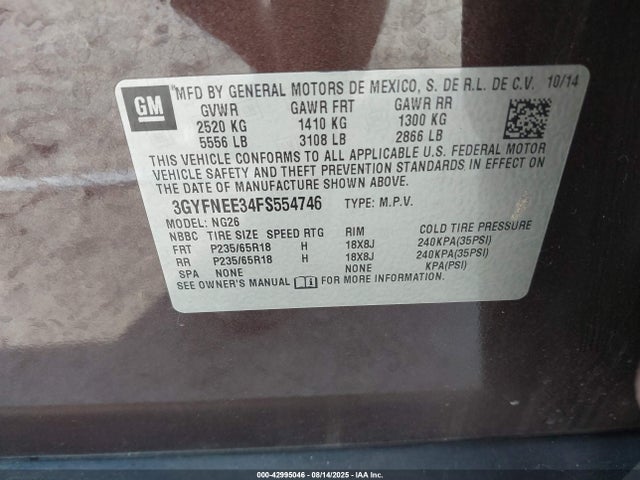 GM
MFD BY GENERAL MOTORS DE MEXICO, S. DE R.L. DE C.V. 10/14
GVWR GAWR FRT GAWR RR
2520 KG 1410 KG 1300 KG
5556 LB 3108 LB 2866 LB
THIS VEHICLE CONFORMS TO ALL APPLICABLE U.S. FEDERAL MOTOR
VEHICLE SAFETY AND THEFT PREVENTION STANDARDS IN EFFECT ON
THE DATE OF MANUFACTURE SHOWN ABOVE.
3GYFNEE34FS554746 TYPE: M.P.V.
MODEL: NG26
NBBC TIRE SIZE SPEED RTG RIM COLD TIRE PRESSURE
FRT P235/65R18 H 18X8J 240KPA(35PSI)
RR P235/65R18 H 18X8J 240KPA(35PSI)
SPA NONE NONE KPA(PSI)
SEE OWNER'S MANUAL FOR MORE INFORMATION.
000-42995046 - 08/14/2025 - IAA Inc.